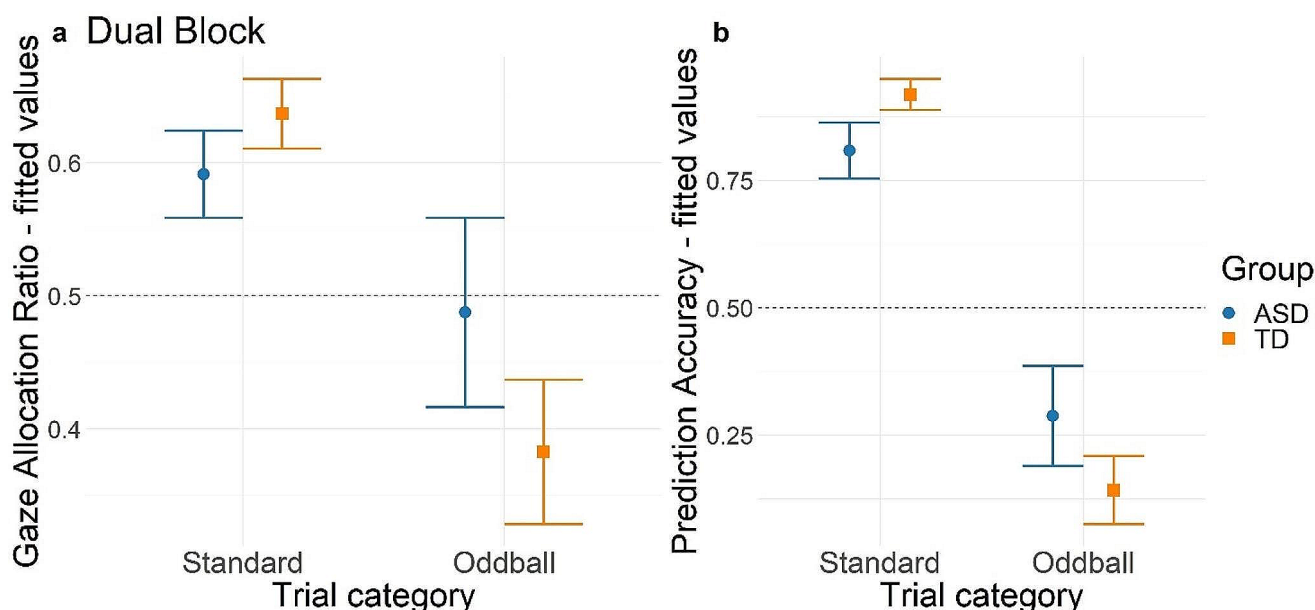 a Dual Block
Gaze Allocation Ratio - fitted values
0.6
0.5
0.4
Standard Oddball
Trial category
b
Prediction Accuracy - fitted values
0.75
0.50
0.25
Standard Oddball
Trial category
Group
ASD
TD